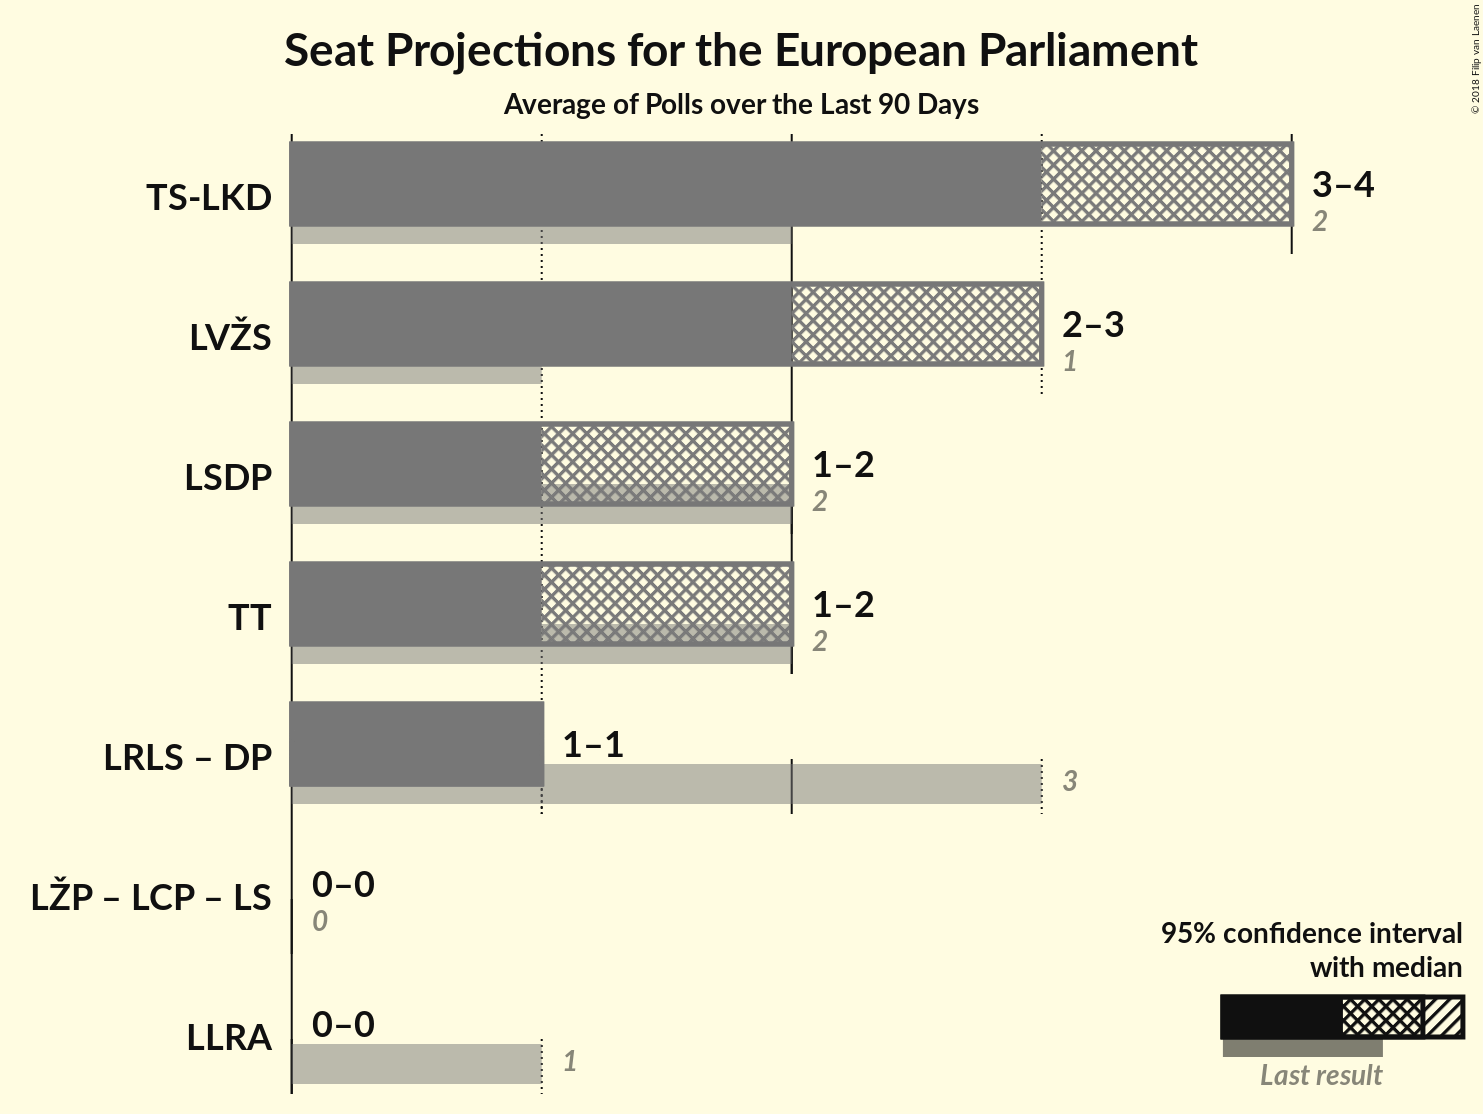 Seat Projections for the European Parliament
Average of Polls over the Last 90 Days
© 2018 Filip van Laenen
TS-LKD
3–4
2
LVŽS
2–3
1
LSDP
1–2
2
TT
1–2
2
LRLS – DP
1–1
3
LŽP – LCP – LS
0–0
0
LLRA
0–0
1
95% confidence interval
with median
Last result